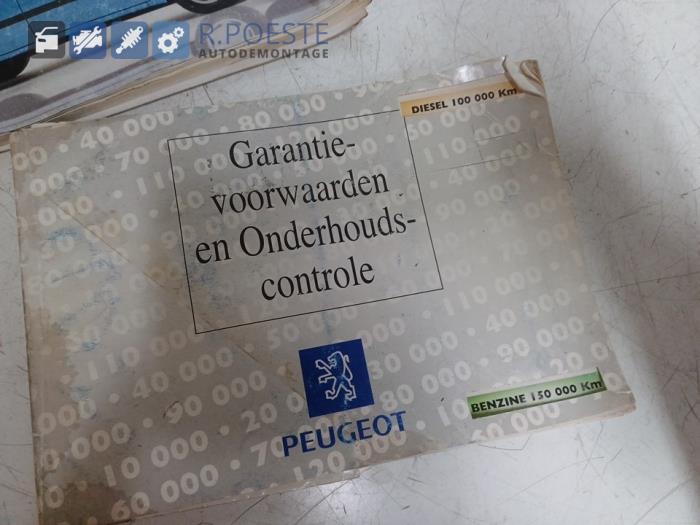 R.POESTE
AUTODEMONTAGE
DIESEL 100 000 Km
Garantie-
voorwaarden
en Onderhouds-
controle
PEUGEOT
BENZINE 150 000 Km